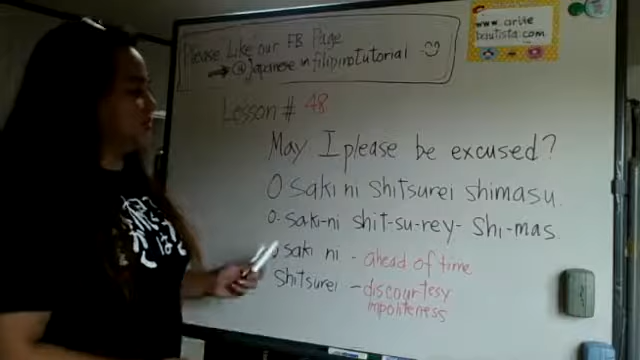 Please Like our FB Page
→ @Japanese in filipinotutorial
Lesson # 48
May I please be excused?
O saki ni shitsurei shimasu.
O-saki-ni shit-su-rey-shi-mas.
O saki ni - ahead of time
Shitsurei - discourtesy
impoliteness
www.arlie
bautista.com